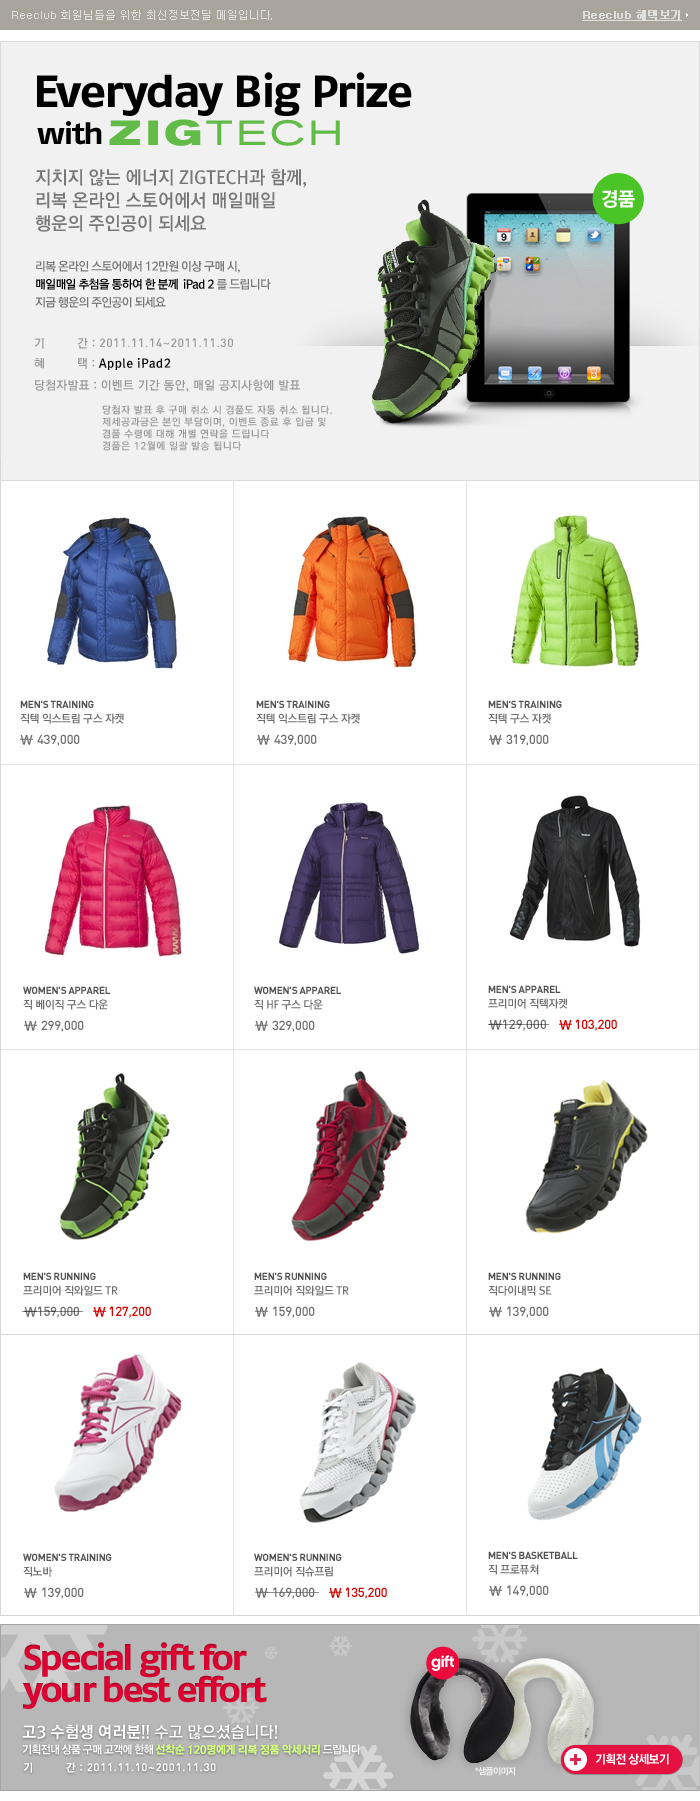 Reeclub 회원님들을 위한 최신정보전달 메일입니다.
Reeclub 혜택보기
Everyday Big Prize
with ZIGTECH
지치지 않는 에너지 ZIGTECH과 함께,
리복 온라인 스토어에서 매일매일
행운의 주인공이 되세요
경품
9
리복 온라인 스토어에서 12만원 이상 구매 시,
매일매일 추첨을 통하여 한 분께 iPad 2 를 드립니다
지금 행운의 주인공이 되세요
기 간 : 2011.11.14~2011.11.30
혜 택 : Apple iPad2
당첨자발표 : 이벤트 기간 동안, 매일 공지사항에 발표
당첨자 발표 후 구매 취소 시 경품도 자동 취소 됩니다.
제세공과금은 본인 부담이며, 이벤트 종료 후 입금 및
경품 수령에 대해 개별 연락을 드립니다
경품은 12월에 일괄 발송 됩니다
MEN'S TRAINING
직텍 익스트림 구스 자켓
₩ 439,000
MEN'S TRAINING
직텍 익스트림 구스 자켓
₩ 439,000
MEN'S TRAINING
직텍 구스 자켓
₩ 319,000
WOMEN'S APPAREL
직 베이직 구스 다운
₩ 299,000
WOMEN'S APPAREL
직 HF 구스 다운
₩ 329,000
MEN'S APPAREL
프리미어 직텍자켓
₩129,000 ₩ 103,200
MEN'S RUNNING
프리미어 직와일드 TR
₩159,000 ₩ 127,200
MEN'S RUNNING
프리미어 직와일드 TR
₩ 159,000
MEN'S RUNNING
직다이내믹 SE
₩ 139,000
WOMEN'S TRAINING
직노바
₩ 139,000
WOMEN'S RUNNING
프리미어 직슈프림
₩ 169,000 ₩ 135,200
MEN'S BASKETBALL
직 프로퓨쳐
₩ 149,000
Special gift for
your best effort
gift
고3 수험생 여러분!! 수고 많으셨습니다!
기획전내 상품 구매 고객에 한해 선착순 120명에게 리복 정품 악세서리 드립니다
기 간 : 2011.11.10~2001.11.30
*샘플이미지
기획전 상세보기